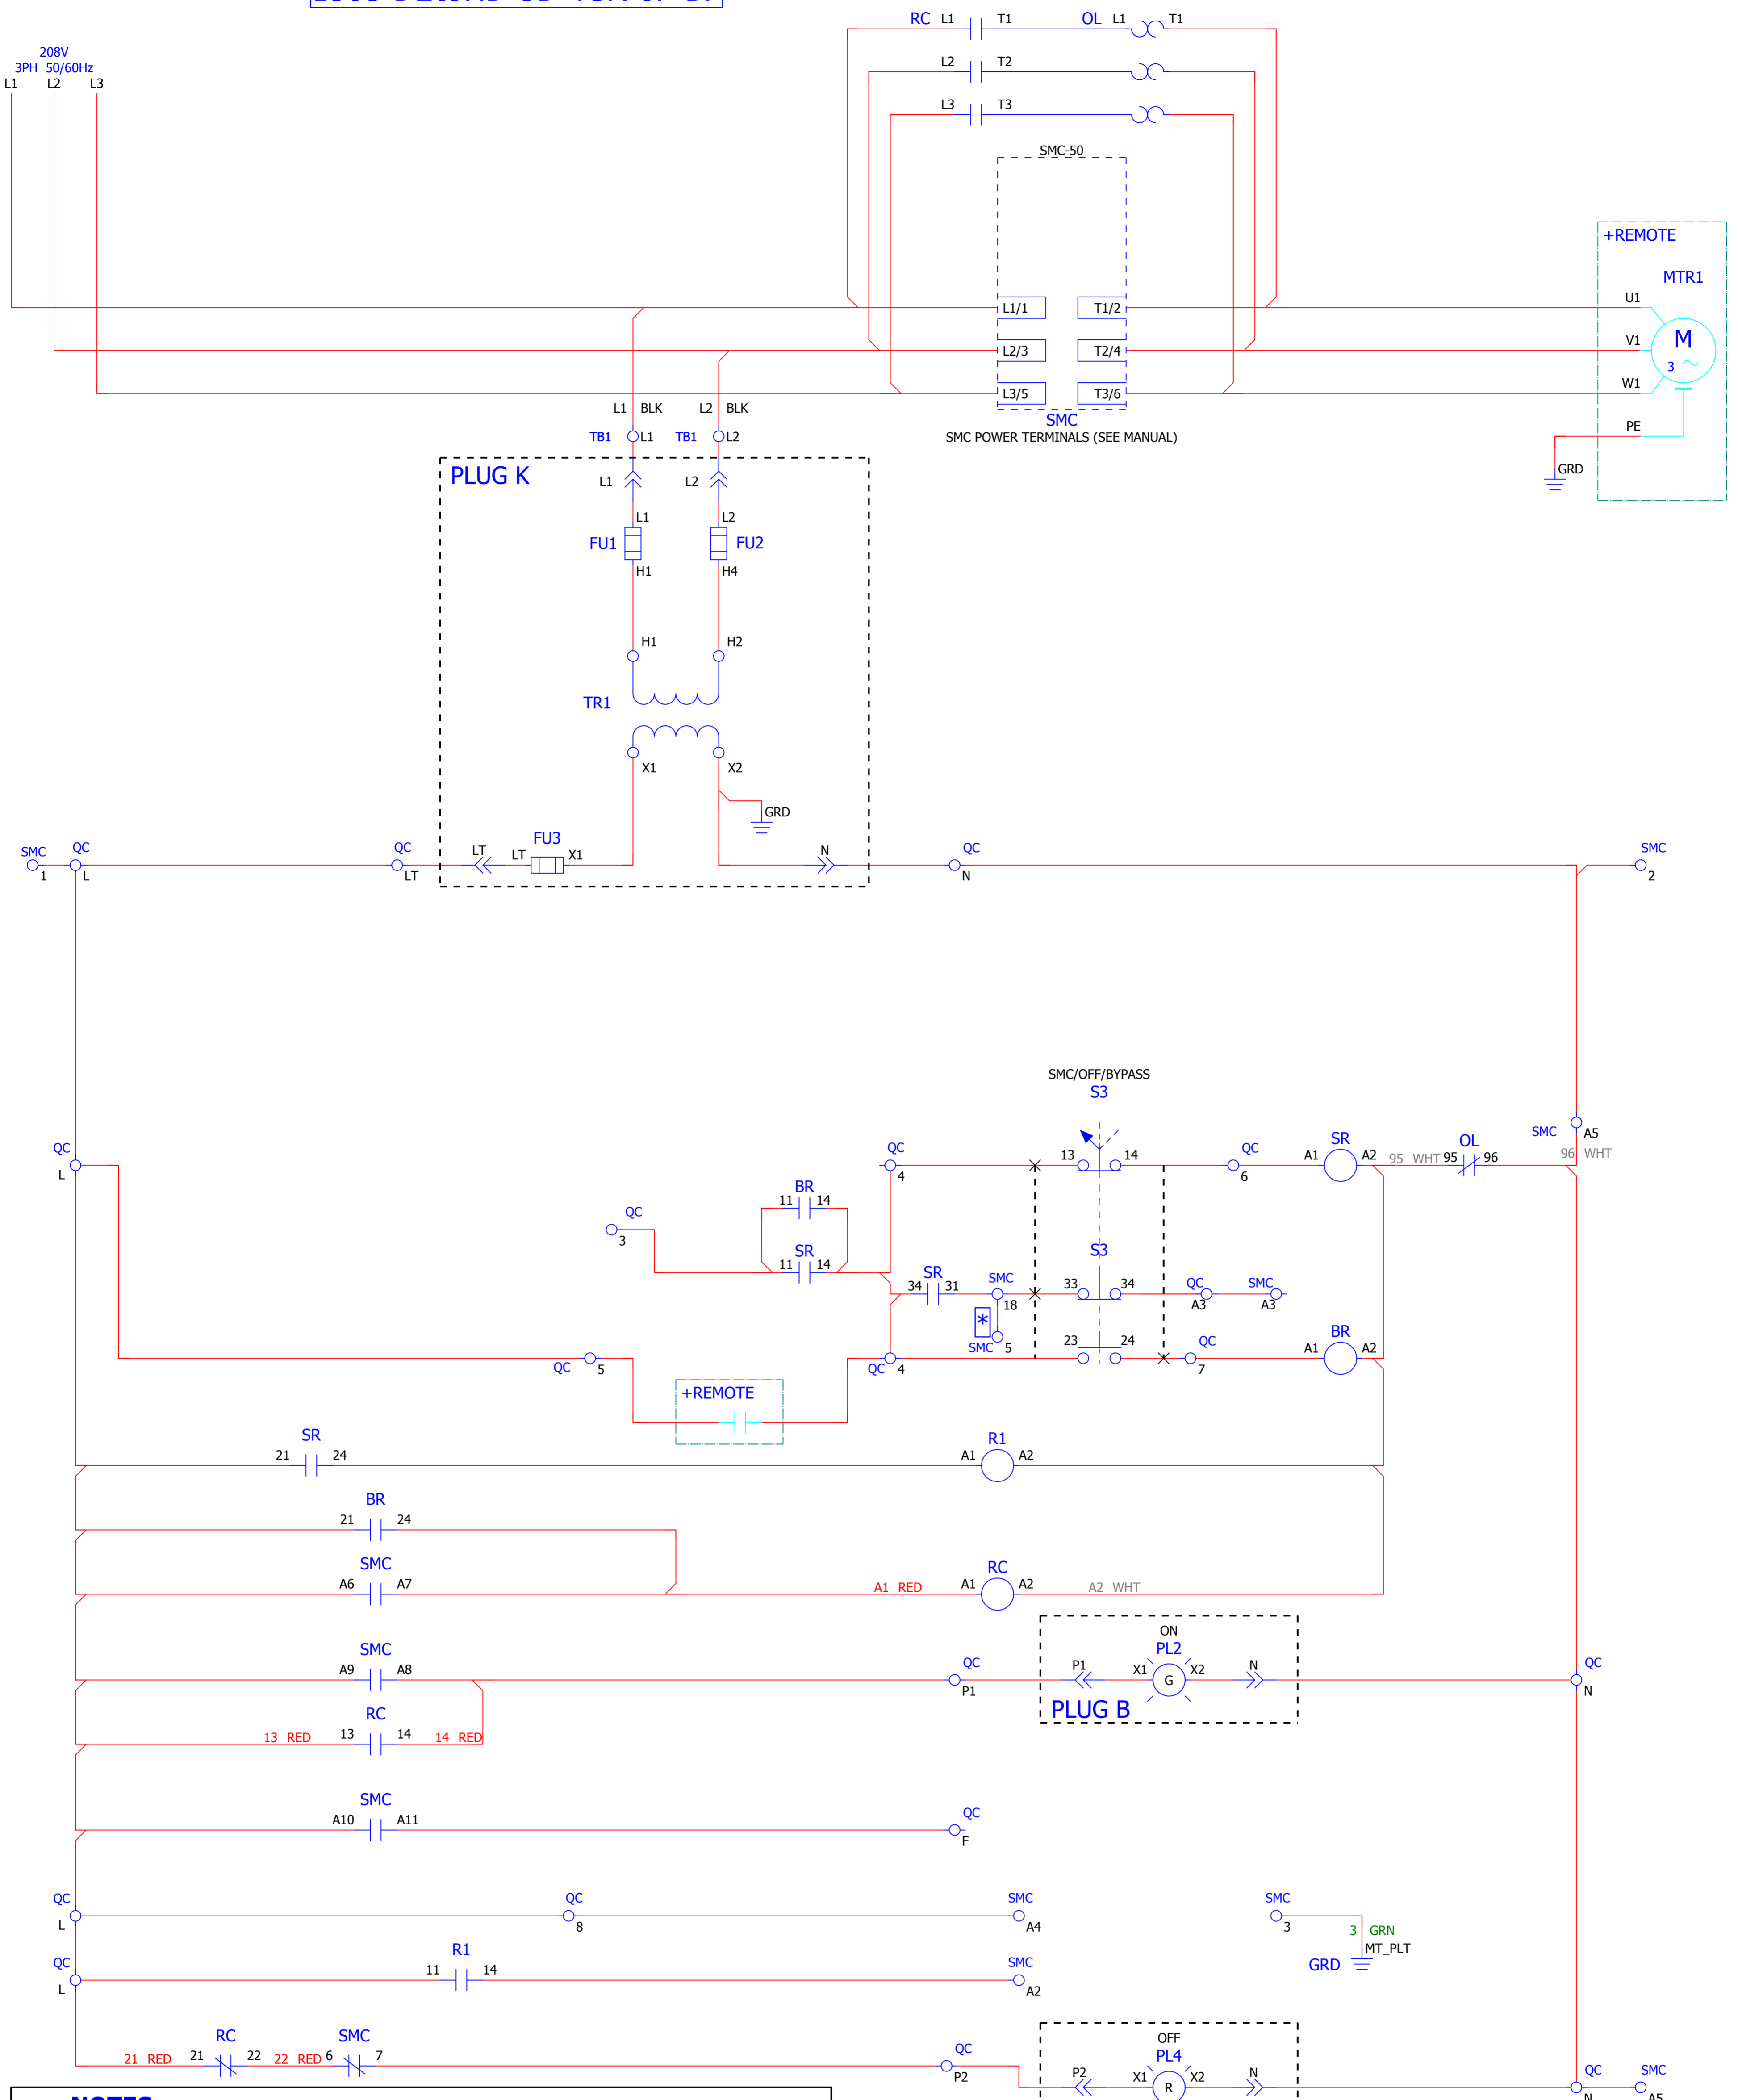 208V
3PH 50/60Hz
L1 L2 L3
RC L1 T1 OL L1 T1
L2 T2
L3 T3
SMC-50
L1/1 T1/2
L2/3 T2/4
L3/5 T3/6
SMC
SMC POWER TERMINALS (SEE MANUAL)
+REMOTE
MTR1
U1
V1 M
3
W1
PE
GRD
L1 BLK L2 BLK
TB1 L1 TB1 L2
PLUG K
L1 L2
L1 L2
FU1 FU2
H1 H4
H1 H2
TR1
X1 X2
GRD
SMC QC QC LT LT FU3 X1 N QC SMC
1 L LT N 2
SMC/OFF/BYPASS
S3
SMC A5
QC QC 13 14 QC SR OL
L 4 6 A1 A2 95 WHT 95 96 96 WHT
BR
11 14
QC
3
SR S3
11 14
SR SMC 33 34 QC SMC
34 31 18 A3 A3
*
SMC 5 23 24 QC BR
QC 5 QC 4 7 A1 A2
+REMOTE
SR R1
21 24 A1 A2
BR
21 24
SMC RC
A6 A7 A1 RED A1 A2 A2 WHT
ON
SMC QC PL2 QC
A9 A8 P1 P1 X1 G X2 N N
PLUG B
RC
13 RED 13 14 14 RED
SMC QC
A10 A11 F
QC QC SMC SMC
L 8 A4 3
3 GRN
MT_PLT
GRD
QC R1 SMC
L 11 14 A2
OFF
RC SMC QC PL4 QC SMC
21 RED 21 22 22 RED 6 7 P2 P2 X1 R X2 N